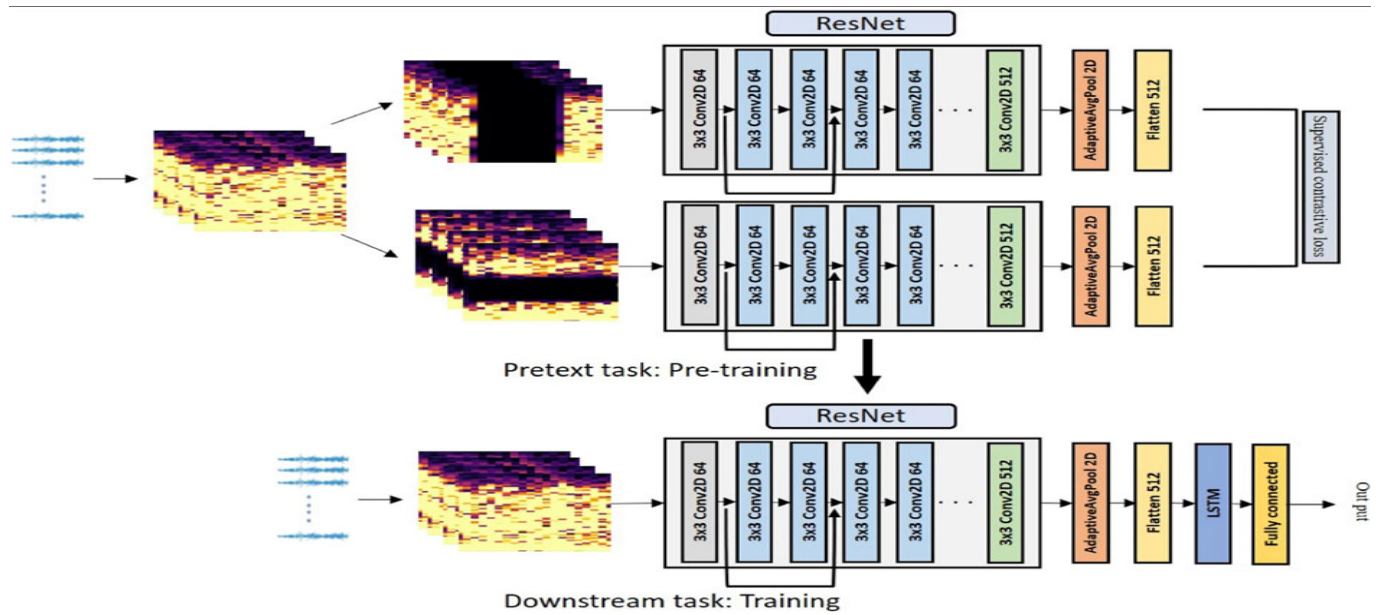 ResNet
3x3 Conv2D 64
3x3 Conv2D 64
3x3 Conv2D 64
3x3 Conv2D 64
3x3 Conv2D 64
3x3 Conv2D 512
AdaptiveAvgPool 2D
Flatten 512
Supervised contrastive loss
3x3 Conv2D 64
3x3 Conv2D 64
3x3 Conv2D 64
3x3 Conv2D 64
3x3 Conv2D 64
3x3 Conv2D 512
AdaptiveAvgPool 2D
Flatten 512
Pretext task: Pre-training
ResNet
3x3 Conv2D 64
3x3 Conv2D 64
3x3 Conv2D 64
3x3 Conv2D 64
3x3 Conv2D 64
3x3 Conv2D 512
AdaptiveAvgPool 2D
Flatten 512
LSTM
Fully connected
Out put
Downstream task: Training